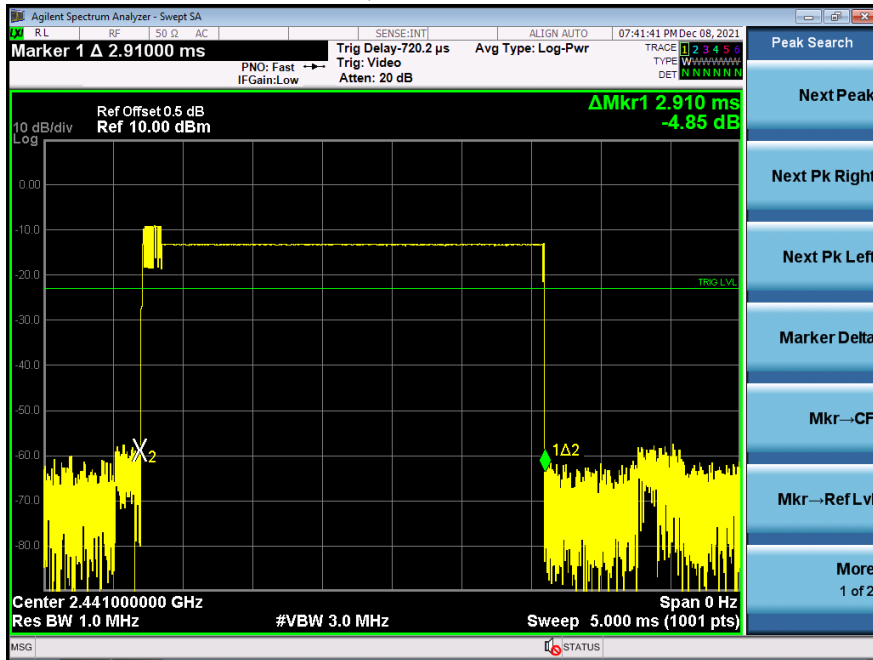 Agilent Spectrum Analyzer - Swept SA
LXI RL RF 50 Ω AC SENSE:INT ALIGN AUTO 07:41:41 PM Dec 08, 2021
Marker 1 Δ 2.91000 ms
Trig Delay-720.2 µs Avg Type: Log-Pwr TRACE 1 2 3 4 5 6
PNO: Fast Trig: Video TYPE WWWWWW
IFGain:Low Atten: 20 dB DET N N N N N N
Peak Search
Next Peak
Next Pk Right
Next Pk Left
Marker Delta
Mkr→CF
Mkr→Ref Lvl
More
1 of 2
ΔMkr1 2.910 ms
-4.85 dB
Ref Offset 0.5 dB
10 dB/div Ref 10.00 dBm
Log
0.00
-10.0
-20.0
TRIG LVL
-30.0
-40.0
-50.0
-60.0
X2
1Δ2
-70.0
-80.0
Center 2.441000000 GHz Span 0 Hz
Res BW 1.0 MHz #VBW 3.0 MHz Sweep 5.000 ms (1001 pts)
MSG STATUS